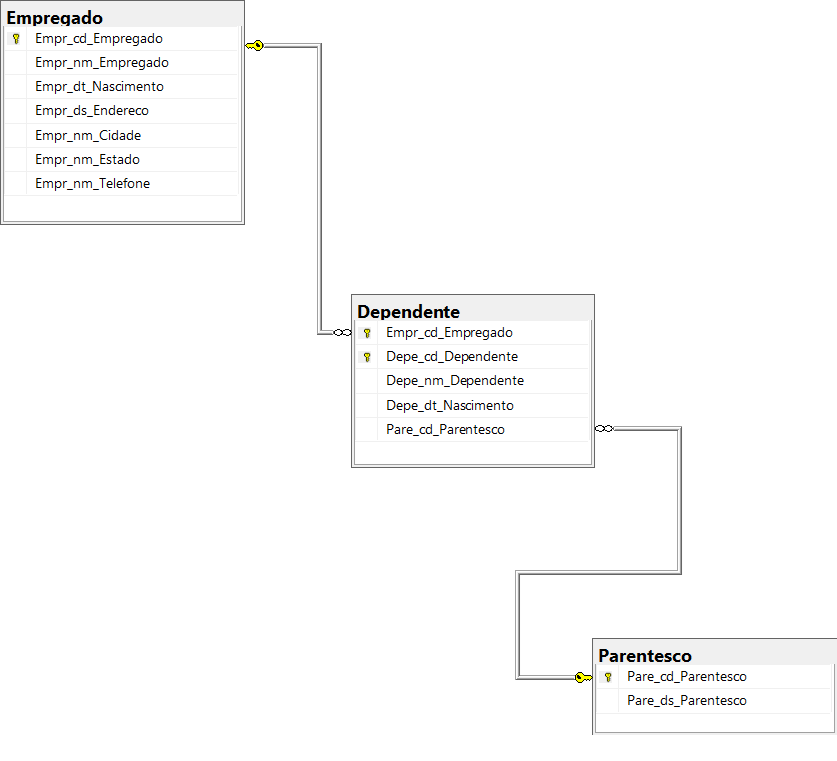 Empregado
Empr_cd_Empregado
Empr_nm_Empregado
Empr_dt_Nascimento
Empr_ds_Endereco
Empr_nm_Cidade
Empr_nm_Estado
Empr_nm_Telefone
Dependente
Empr_cd_Empregado
Depe_cd_Dependente
Depe_nm_Dependente
Depe_dt_Nascimento
Pare_cd_Parentesco
Parentesco
Pare_cd_Parentesco
Pare_ds_Parentesco